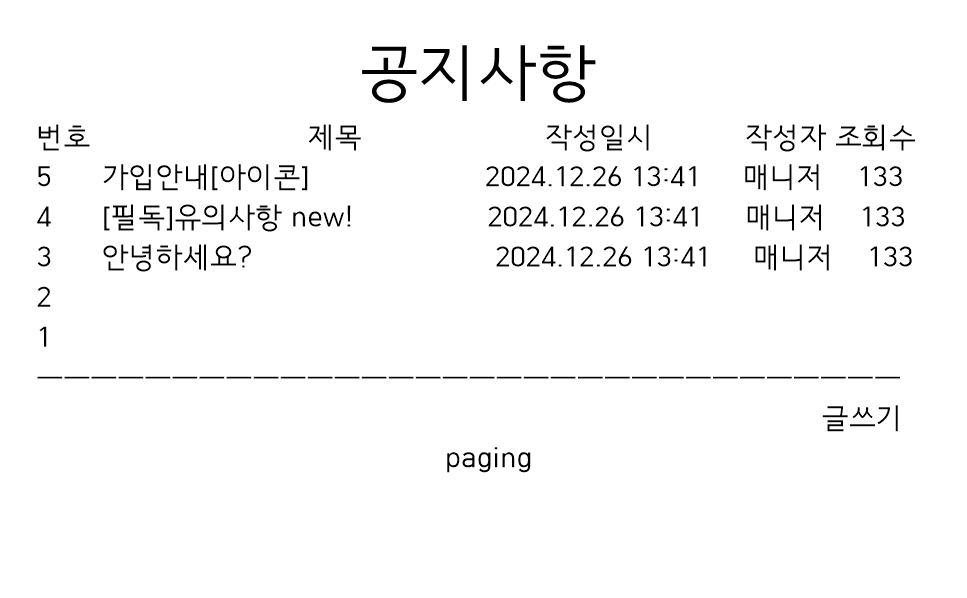 공지사항
번호 제목 작성일시 작성자 조회수
5 가입안내[아이콘] 2024.12.26 13:41 매니저 133
4 [필독]유의사항 new! 2024.12.26 13:41 매니저 133
3 안녕하세요? 2024.12.26 13:41 매니저 133
2
1
————————————————————————————————
글쓰기
paging